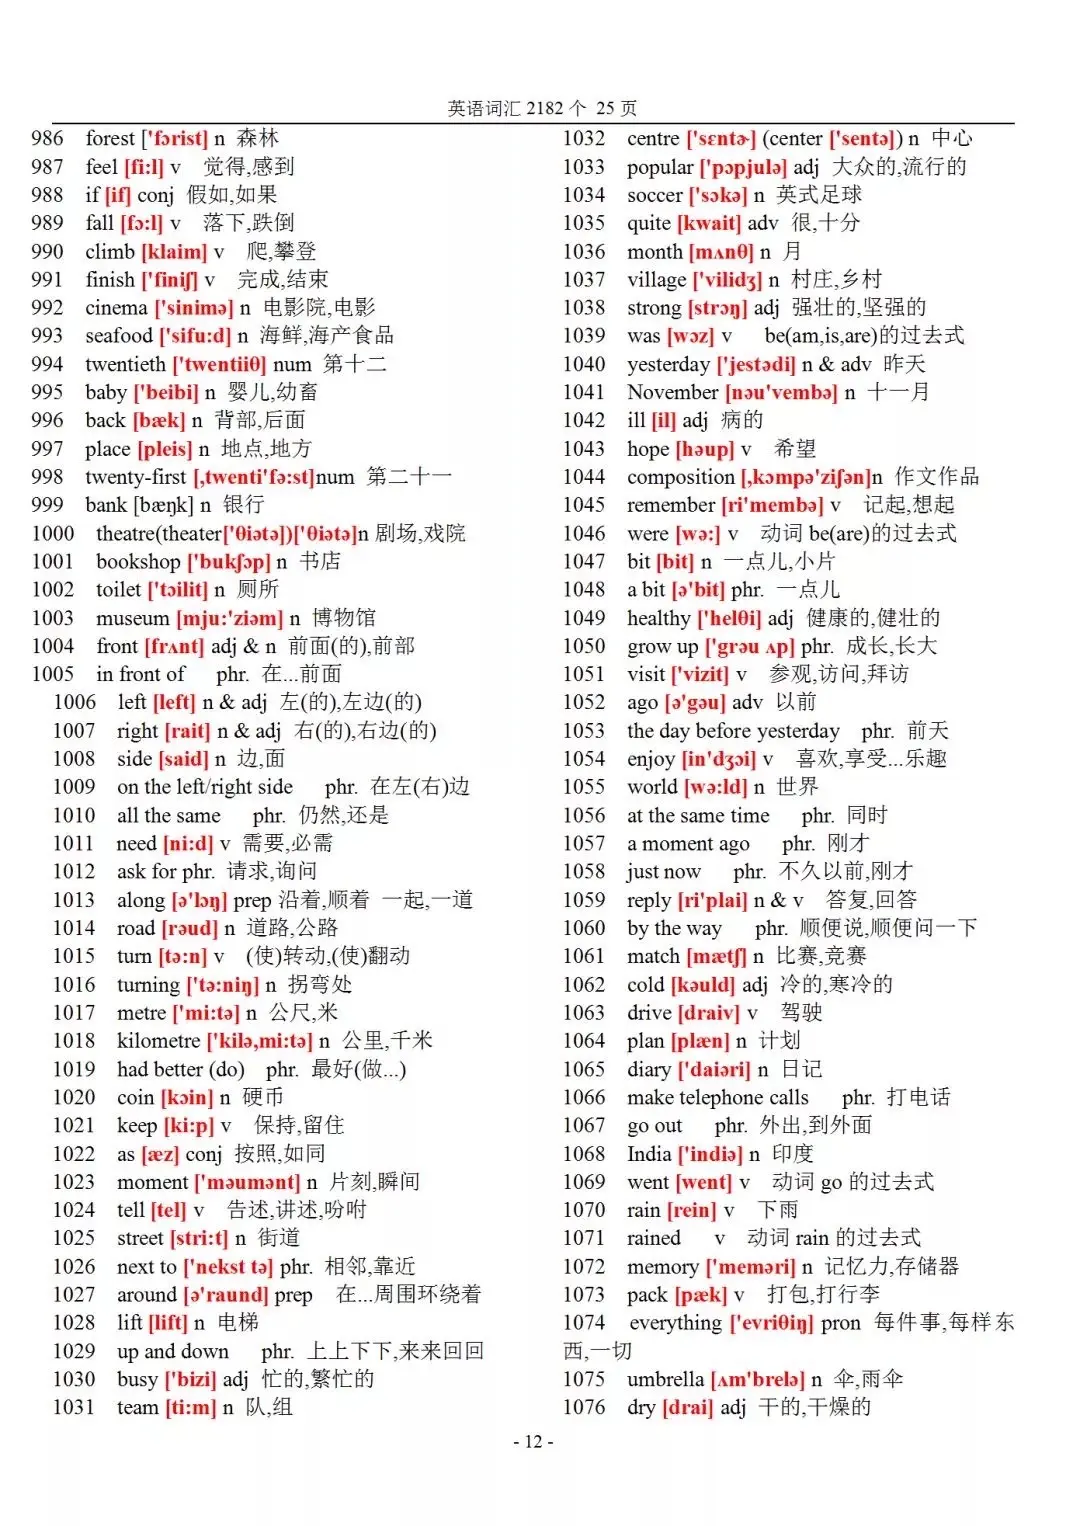 英语词汇 2182 个 25 页
986 forest ['fɔrist] n 森林
987 feel [fi:l] v 觉得,感到
988 if [if] conj 假如,如果
989 fall [fɔ:l] v 落下,跌倒
990 climb [klaim] v 爬,攀登
991 finish ['finiʃ] v 完成,结束
992 cinema ['sinimə] n 电影院,电影
993 seafood ['sifu:d] n 海鲜,海产食品
994 twentieth ['twentiiθ] num 第十二
995 baby ['beibi] n 婴儿,幼畜
996 back [bæk] n 背部,后面
997 place [pleis] n 地点,地方
998 twenty-first [,twenti'fə:st]num 第二十一
999 bank [bæŋk] n 银行
1000 theatre(theater['θiətə])['θiətə]n 剧场,戏院
1001 bookshop ['bukʃɔp] n 书店
1002 toilet ['tɔilit] n 厕所
1003 museum [mju:'ziəm] n 博物馆
1004 front [frʌnt] adj & n 前面(的),前部
1005 in front of phr. 在...前面
1006 left [left] n & adj 左(的),左边(的)
1007 right [rait] n & adj 右(的),右边(的)
1008 side [said] n 边,面
1009 on the left/right side phr. 在左(右)边
1010 all the same phr. 仍然,还是
1011 need [ni:d] v 需要,必需
1012 ask for phr. 请求,询问
1013 along [ə'lɔŋ] prep 沿着,顺着 一起,一道
1014 road [rəud] n 道路,公路
1015 turn [tə:n] v (使)转动,(使)翻动
1016 turning ['tə:niŋ] n 拐弯处
1017 metre ['mi:tə] n 公尺,米
1018 kilometre ['kilə,mi:tə] n 公里,千米
1019 had better (do) phr. 最好(做...)
1020 coin [kɔin] n 硬币
1021 keep [ki:p] v 保持,留住
1022 as [æz] conj 按照,如同
1023 moment ['məumənt] n 片刻,瞬间
1024 tell [tel] v 告述,讲述,吩咐
1025 street [stri:t] n 街道
1026 next to ['nekst tə] phr. 相邻,靠近
1027 around [ə'raund] prep 在...周围环绕着
1028 lift [lift] n 电梯
1029 up and down phr. 上上下下,来来回回
1030 busy ['bizi] adj 忙的,繁忙的
1031 team [ti:m] n 队,组
1032 centre ['sɛntɚ] (center ['sentə]) n 中心
1033 popular ['pɔpjulə] adj 大众的,流行的
1034 soccer ['sɔkə] n 英式足球
1035 quite [kwait] adv 很,十分
1036 month [mʌnθ] n 月
1037 village ['vilidʒ] n 村庄,乡村
1038 strong [strɔŋ] adj 强壮的,坚强的
1039 was [wɔz] v be(am,is,are)的过去式
1040 yesterday ['jestədi] n & adv 昨天
1041 November [nəu'vembə] n 十一月
1042 ill [il] adj 病的
1043 hope [həup] v 希望
1044 composition [,kɔmpə'ziʃən]n 作文作品
1045 remember [ri'membə] v 记起,想起
1046 were [wə:] v 动词 be(are)的过去式
1047 bit [bit] n 一点儿,小片
1048 a bit [ə'bit] phr. 一点儿
1049 healthy ['helθi] adj 健康的,健壮的
1050 grow up ['grəu ʌp] phr. 成长,长大
1051 visit ['vizit] v 参观,访问,拜访
1052 ago [ə'gəu] adv 以前
1053 the day before yesterday phr. 前天
1054 enjoy [in'dʒɔi] v 喜欢,享受...乐趣
1055 world [wə:ld] n 世界
1056 at the same time phr. 同时
1057 a moment ago phr. 刚才
1058 just now phr. 不久以前,刚才
1059 reply [ri'plai] n & v 答复,回答
1060 by the way phr. 顺便说,顺便问一下
1061 match [mætʃ] n 比赛,竞赛
1062 cold [kəuld] adj 冷的,寒冷的
1063 drive [draiv] v 驾驶
1064 plan [plæn] n 计划
1065 diary ['daiəri] n 日记
1066 make telephone calls phr. 打电话
1067 go out phr. 外出,到外面
1068 India ['indiə] n 印度
1069 went [went] v 动词 go 的过去式
1070 rain [rein] v 下雨
1071 rained v 动词 rain 的过去式
1072 memory ['meməri] n 记忆力,存储器
1073 pack [pæk] v 打包,打行李
1074 everything ['evriθiŋ] pron 每件事,每样东
西,一切
1075 umbrella [ʌm'brelə] n 伞,雨伞
1076 dry [drai] adj 干的,干燥的
- 12 -